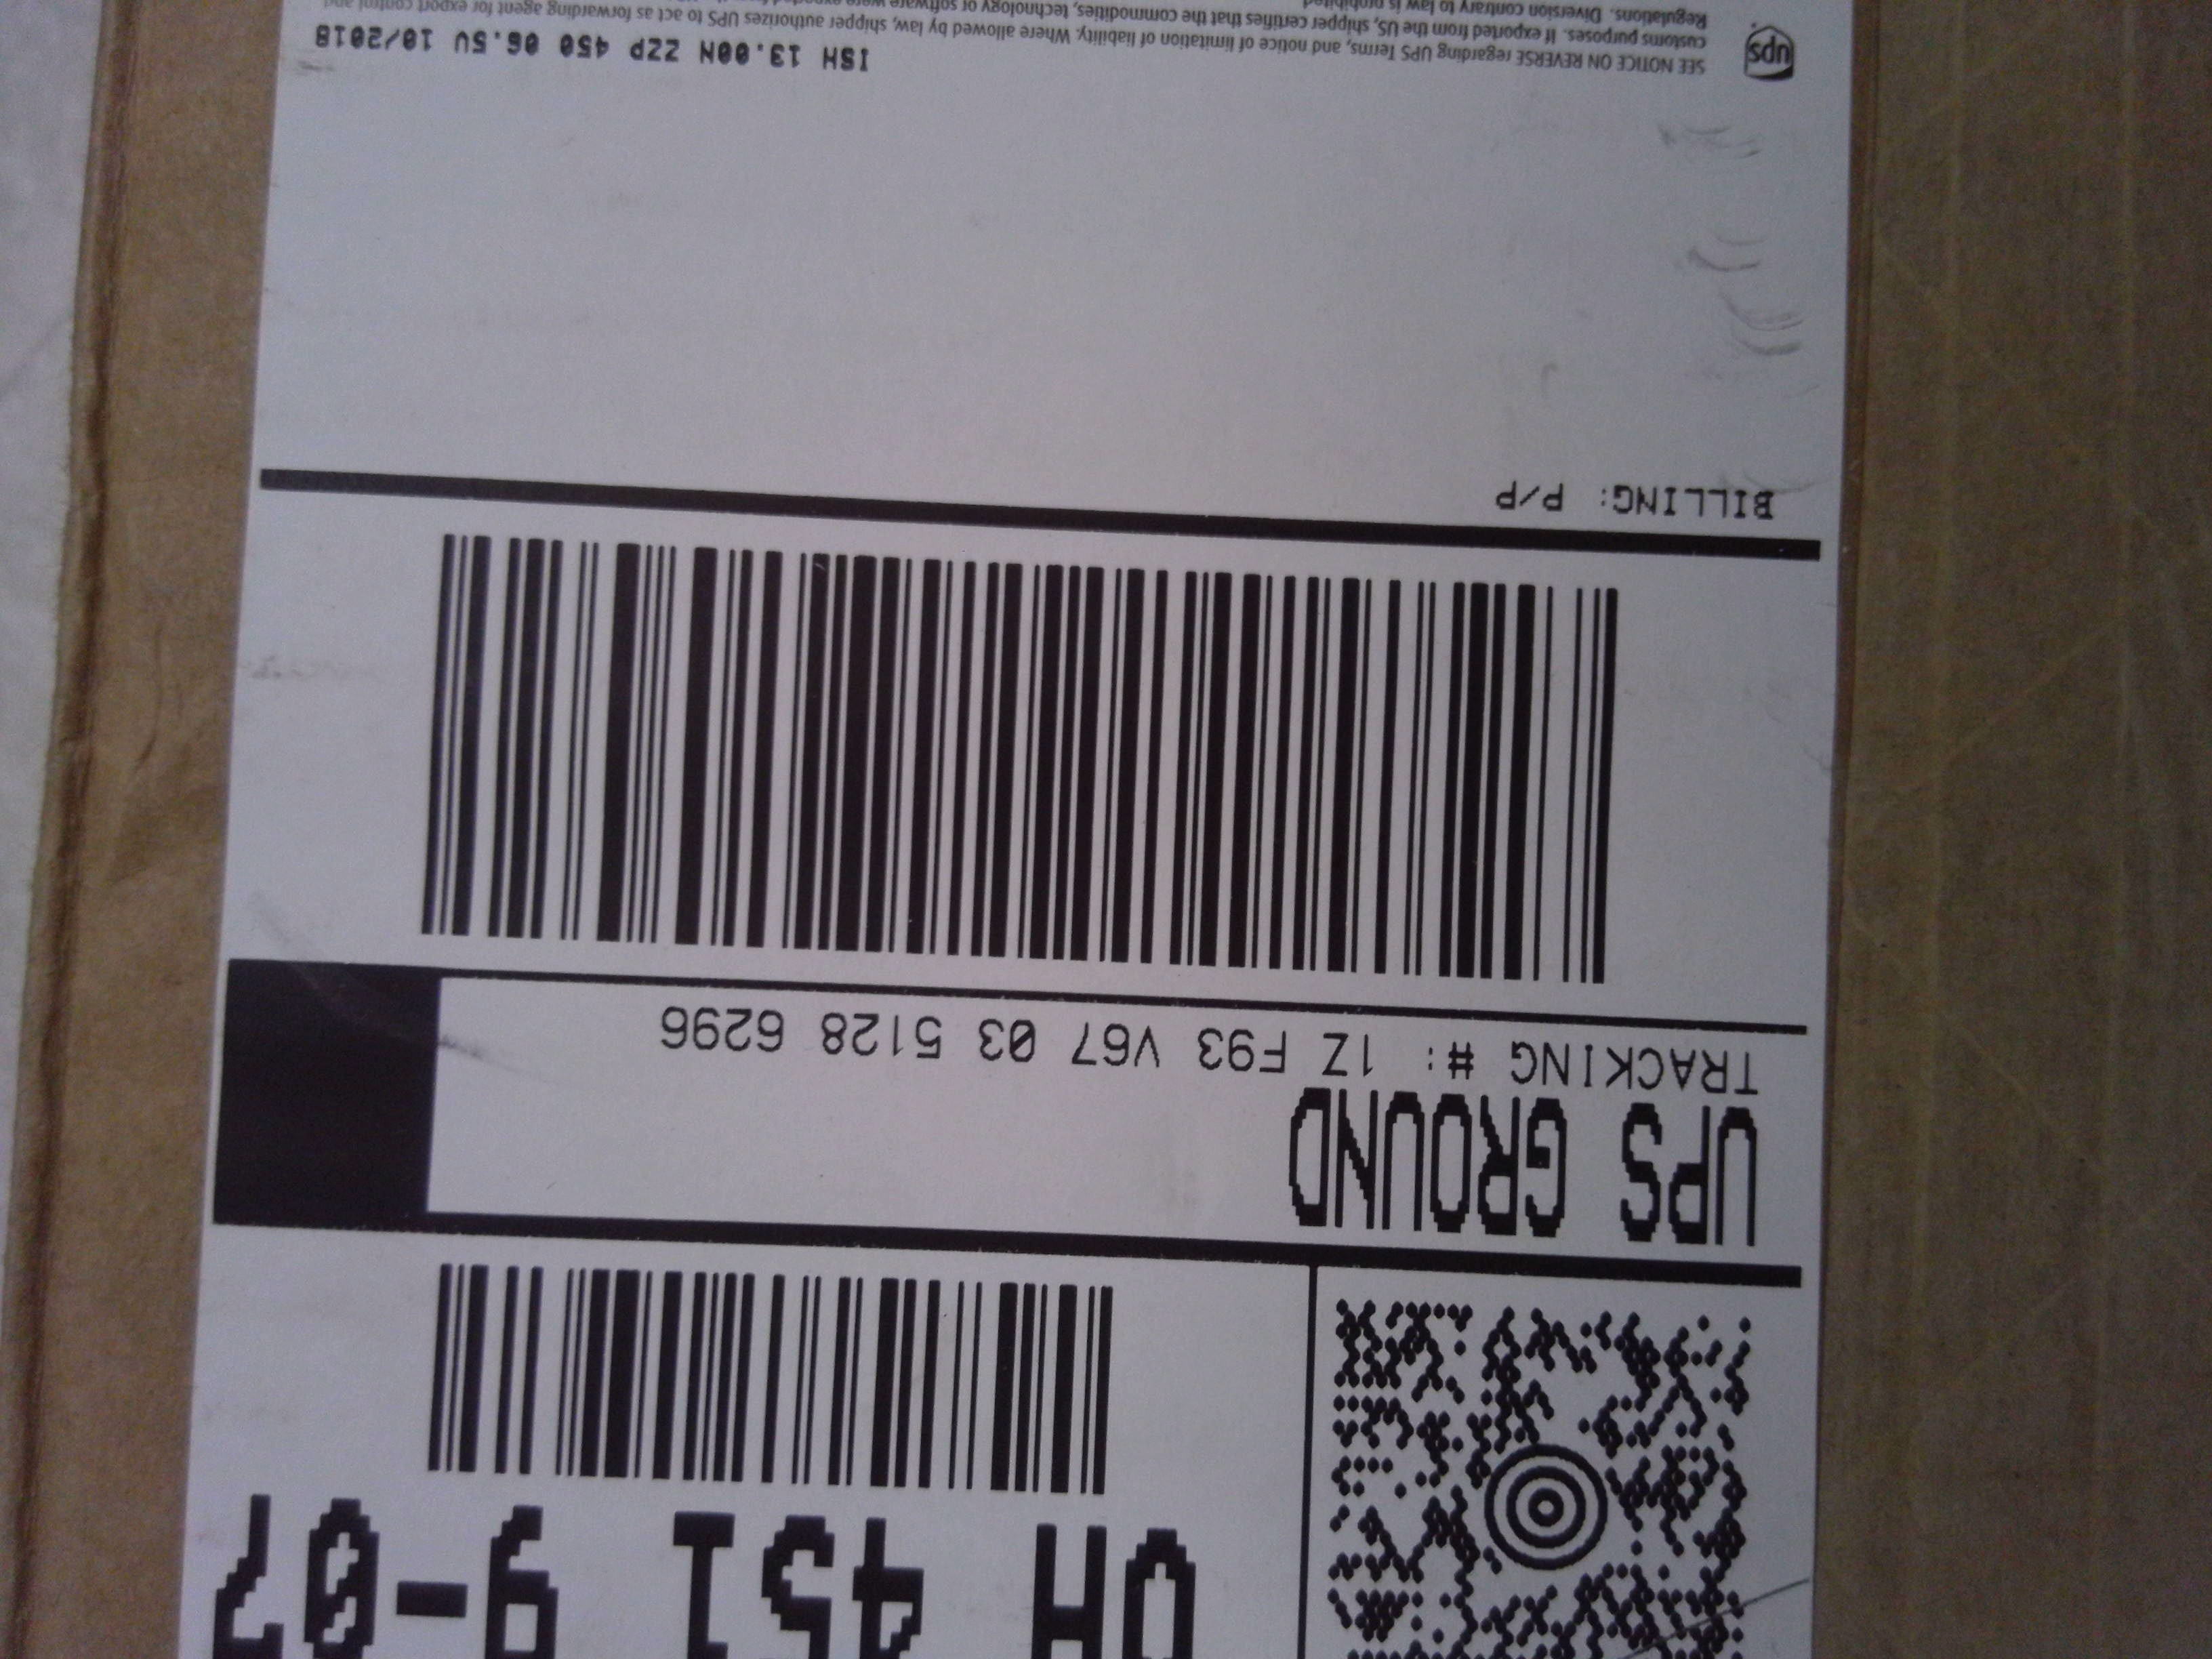 OH 451 9-07
UPS GROUND
TRACKING #: 1Z F93 V67 03 5128 6296
BILLING: P/P
ups
ISH 13.00N ZZP 450 06.5U 10/2018
SEE NOTICE ON REVERSE regarding UPS Terms, and notice of limitation of liability. Where allowed by law, shipper authorizes UPS to act as forwarding agent for export control and
customs purposes. If exported from the US, shipper certifies that the commodities, technology or software were exported from the
Regulations. Diversion contrary to law is prohibited.